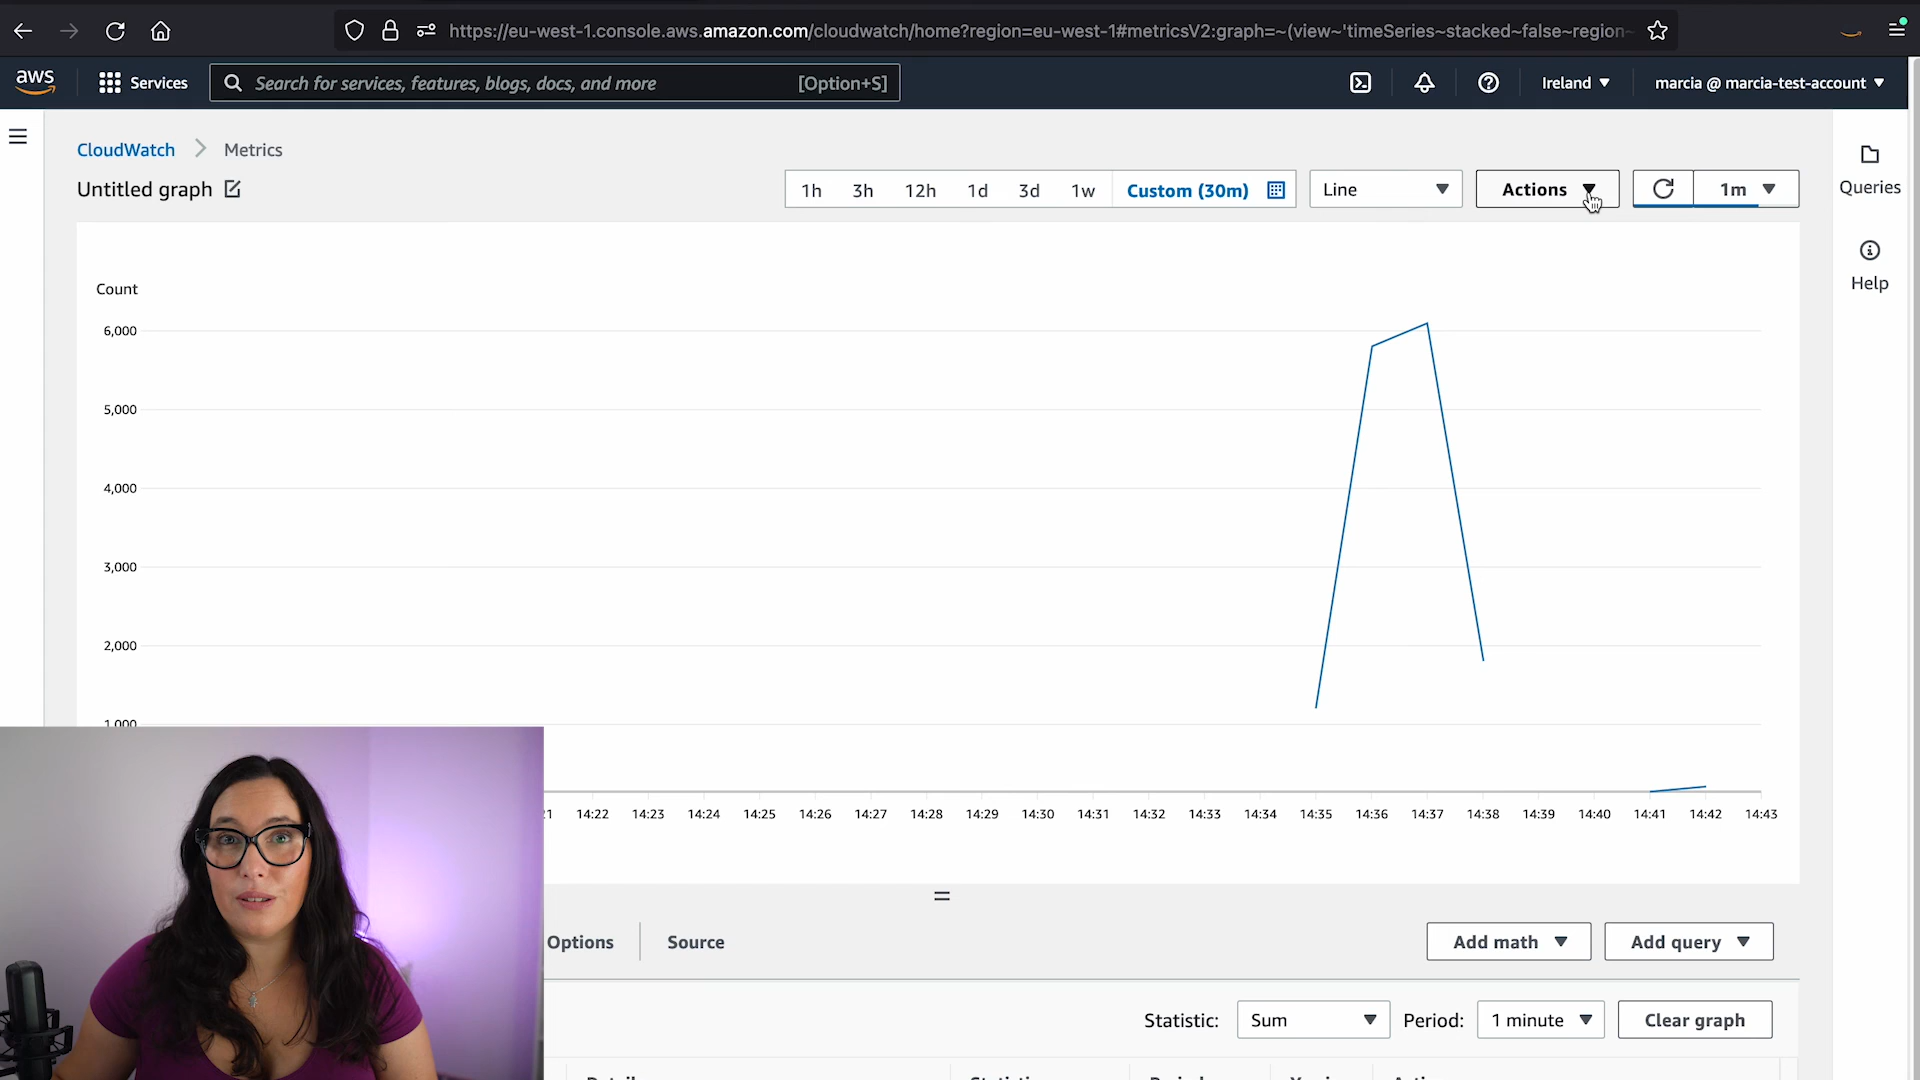 https://eu-west-1.console.aws.amazon.com/cloudwatch/home?region=eu-west-1#metricsV2:graph=~(view~'timeSeries~stacked~false~region~
aws
Services
Search for services, features, blogs, docs, and more
[Option+S]
Ireland
marcia @ marcia-test-account
CloudWatch
Metrics
Untitled graph
1h 3h 12h 1d 3d 1w Custom (30m)
Line
Actions
1m
Queries
Help
Count
6,000
5,000
4,000
3,000
2,000
1,000
14:22 14:23 14:24 14:25 14:26 14:27 14:28 14:29 14:30 14:31 14:32 14:33 14:34 14:35 14:36 14:37 14:38 14:39 14:40 14:41 14:42 14:43
Options
Source
Add math
Add query
Statistic: Sum
Period: 1 minute
Clear graph